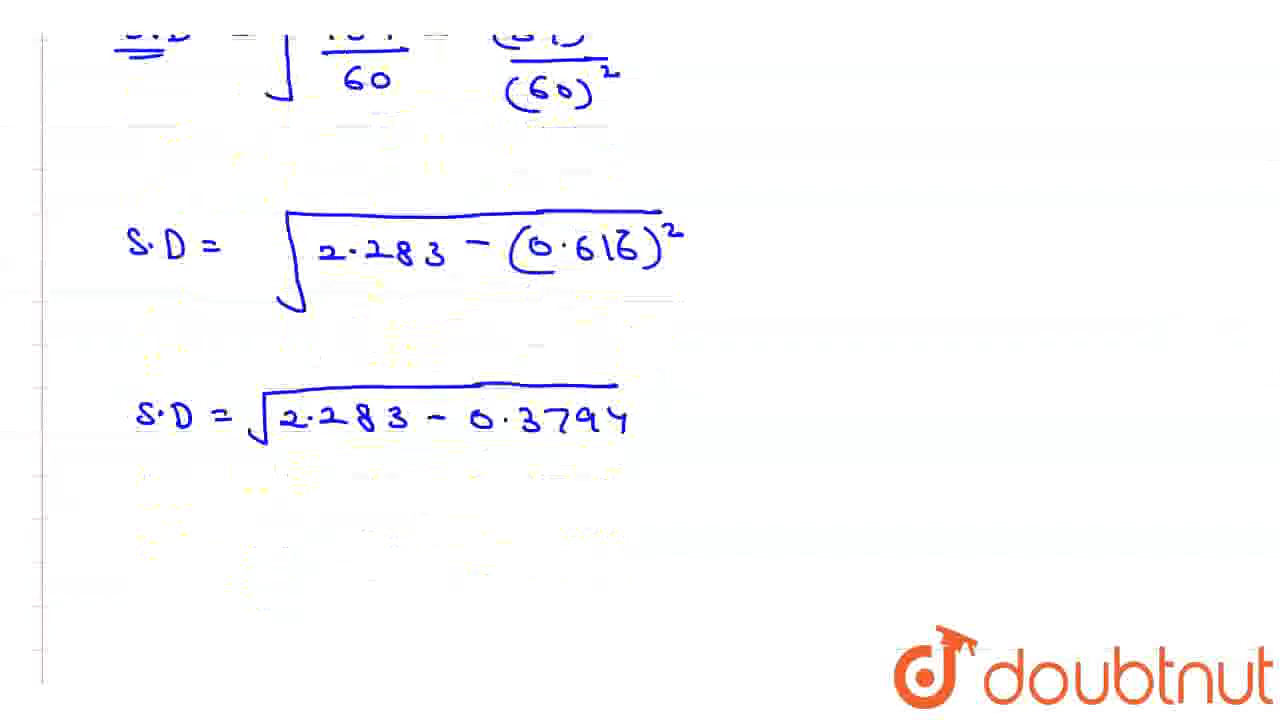 60 (60)²
S.D = √2.283 - (0.616)²
S.D = √2.283 - 0.3794
doubtnut